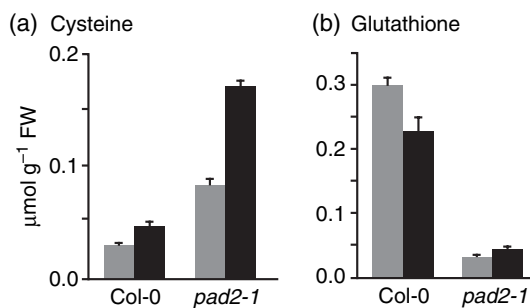 (a) Cysteine
(b) Glutathione
μmol g⁻¹ FW
0.2
0.1
0.0
Col-0 pad2-1
0.3
0.2
0.1
0.0
Col-0 pad2-1